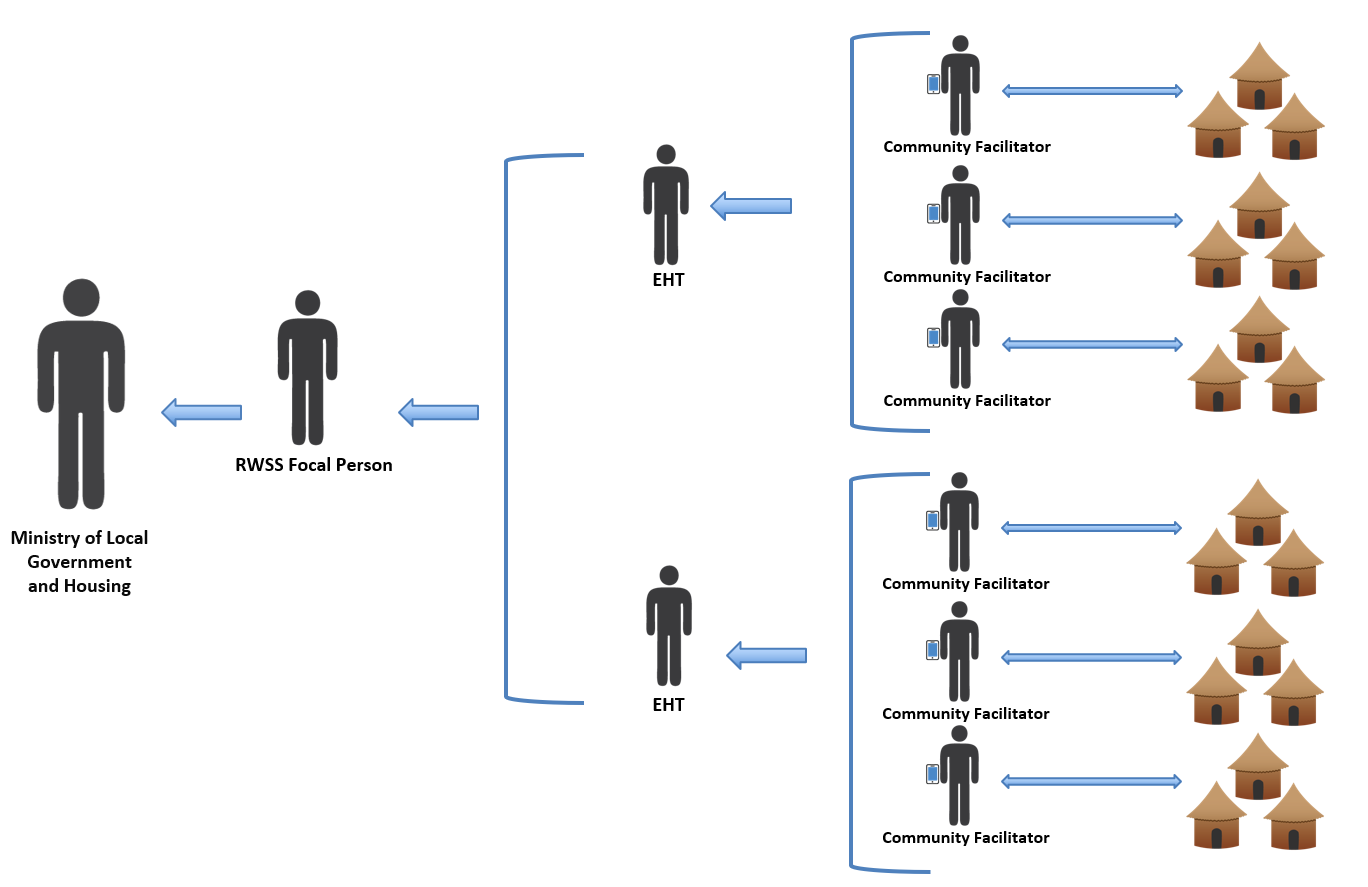 Community Facilitator
Community Facilitator
EHT
Community Facilitator
RWSS Focal Person
Ministry of Local
Government
and Housing
Community Facilitator
EHT
Community Facilitator
Community Facilitator